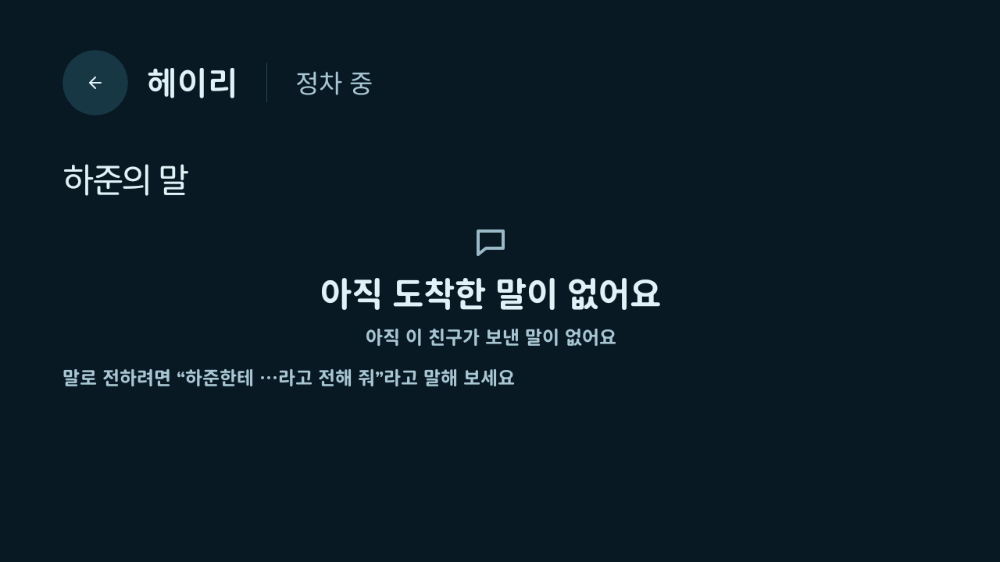 헤이리
정차 중
하준의 말
아직 도착한 말이 없어요
아직 이 친구가 보낸 말이 없어요
말로 전하려면 “하준한테 …라고 전해 줘”라고 말해 보세요